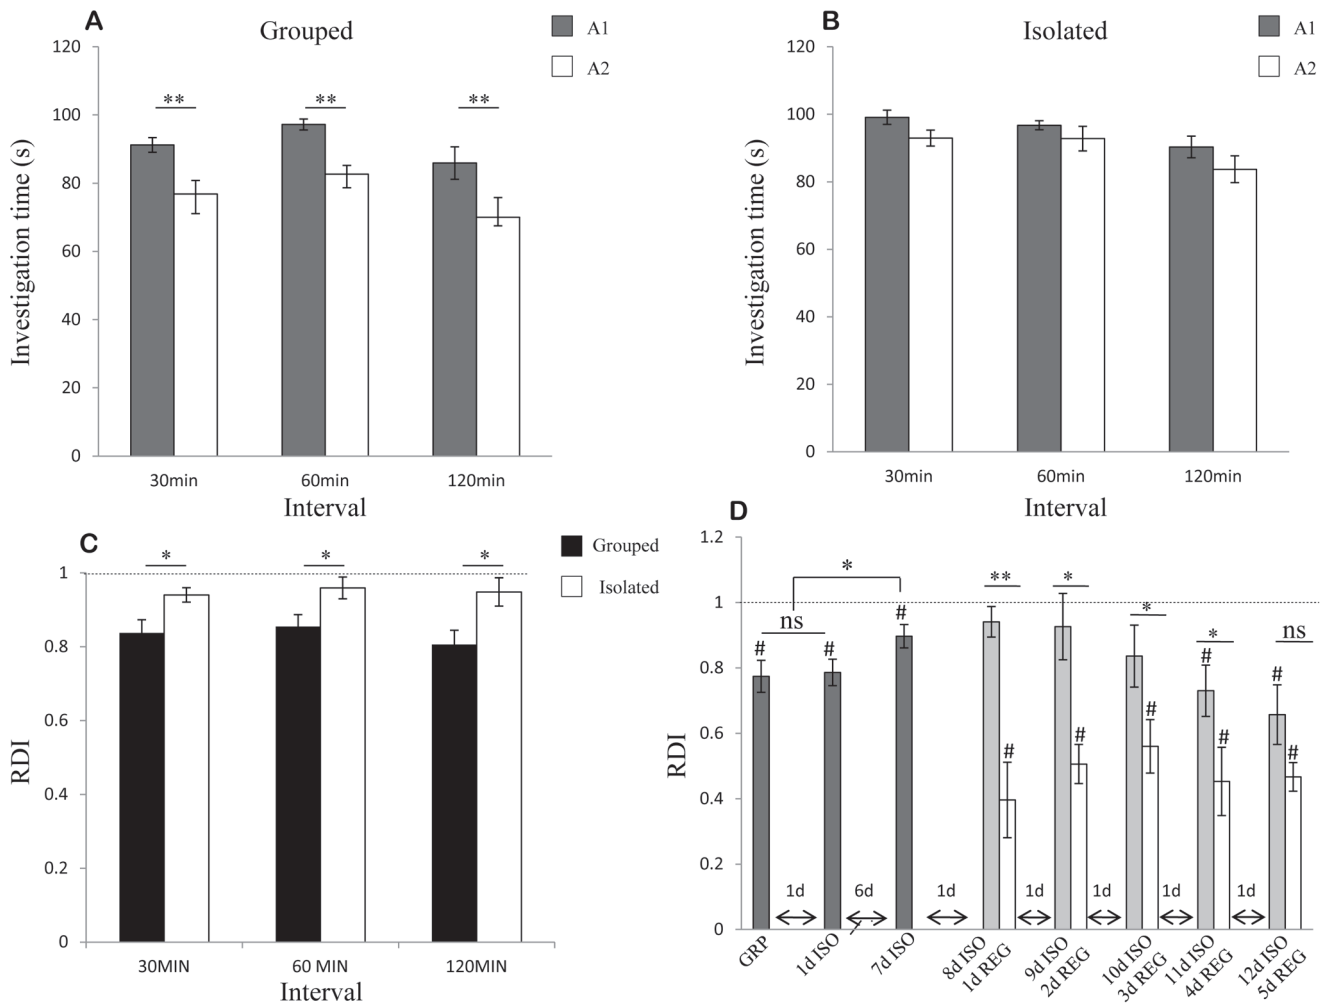 A
Grouped
A1
A2
120
100
80
60
40
20
0
Investigation time (s)
**
**
**
30min
60min
120min
Interval
B
Isolated
A1
A2
120
100
80
60
40
20
0
Investigation time (s)
30min
60min
120min
Interval
C
Grouped
Isolated
1
0.8
0.6
0.4
0.2
0
RDI
*
*
*
30MIN
60 MIN
120MIN
Interval
D
1.2
1
0.8
0.6
0.4
0.2
0
RDI
*
ns
**
*
*
*
ns
#
#
#
#
#
#
#
#
#
#
1d
6d
1d
1d
1d
1d
1d
GRP
1d ISO
7d ISO
8d ISO
1d REG
9d ISO
2d REG
10d ISO
3d REG
11d ISO
4d REG
12d ISO
5d REG